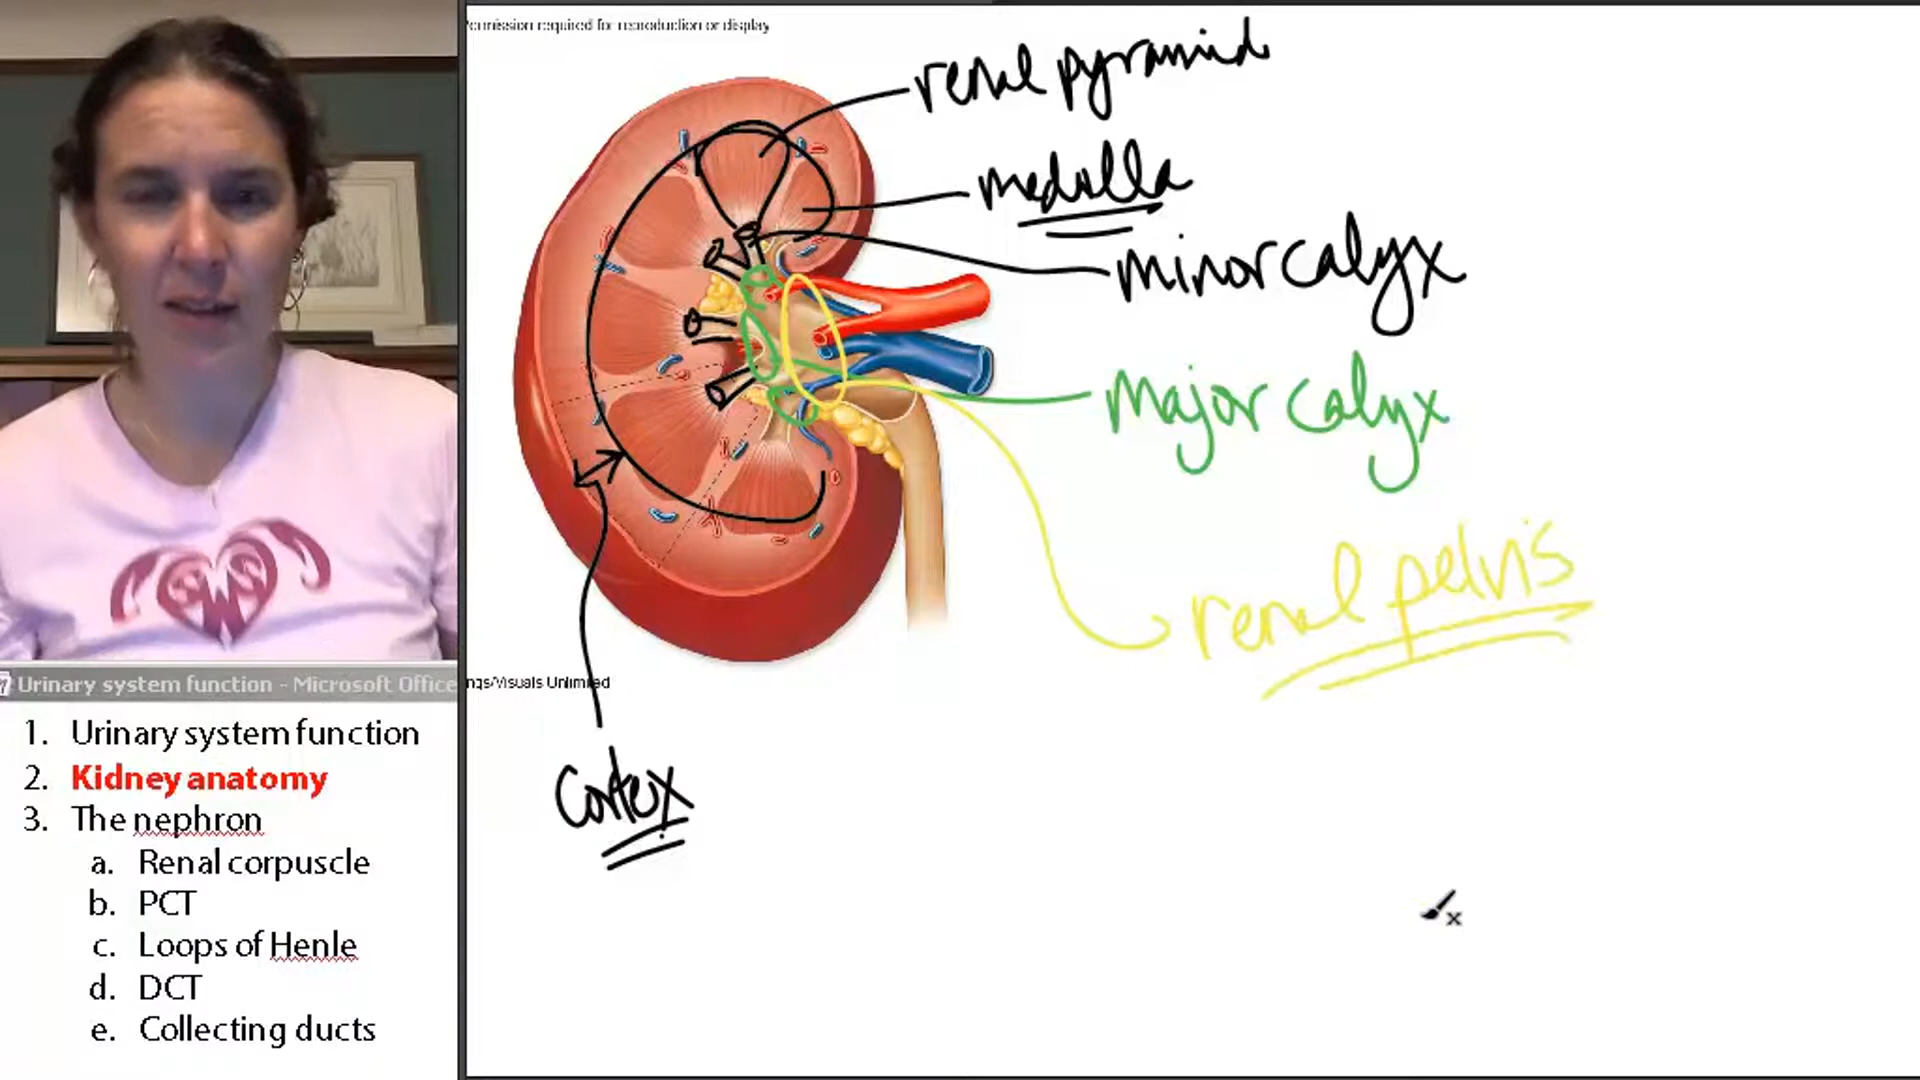 Permission required for reproduction or display
renal pyramid
medulla
minor calyx
Major calyx
renal pelvis
Urinary system function - Microsoft Office
ngs/Visuals Unlimited
Cortex
1. Urinary system function
2. Kidney anatomy
3. The nephron
a. Renal corpuscle
b. PCT
c. Loops of Henle
d. DCT
e. Collecting ducts